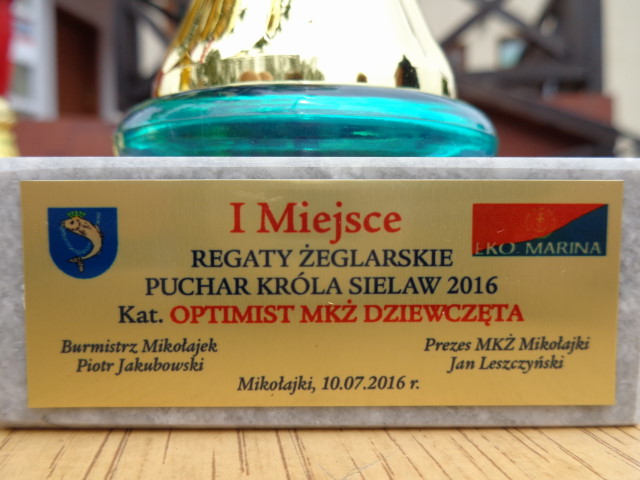 I Miejsce
EKO MARINA
REGATY ŻEGLARSKIE
PUCHAR KRÓLA SIELAW 2016
Kat. OPTIMIST MKŻ DZIEWCZĘTA
Burmistrz Mikołajek
Piotr Jakubowski
Prezes MKŻ Mikołajki
Jan Leszczyński
Mikołajki, 10.07.2016 r.